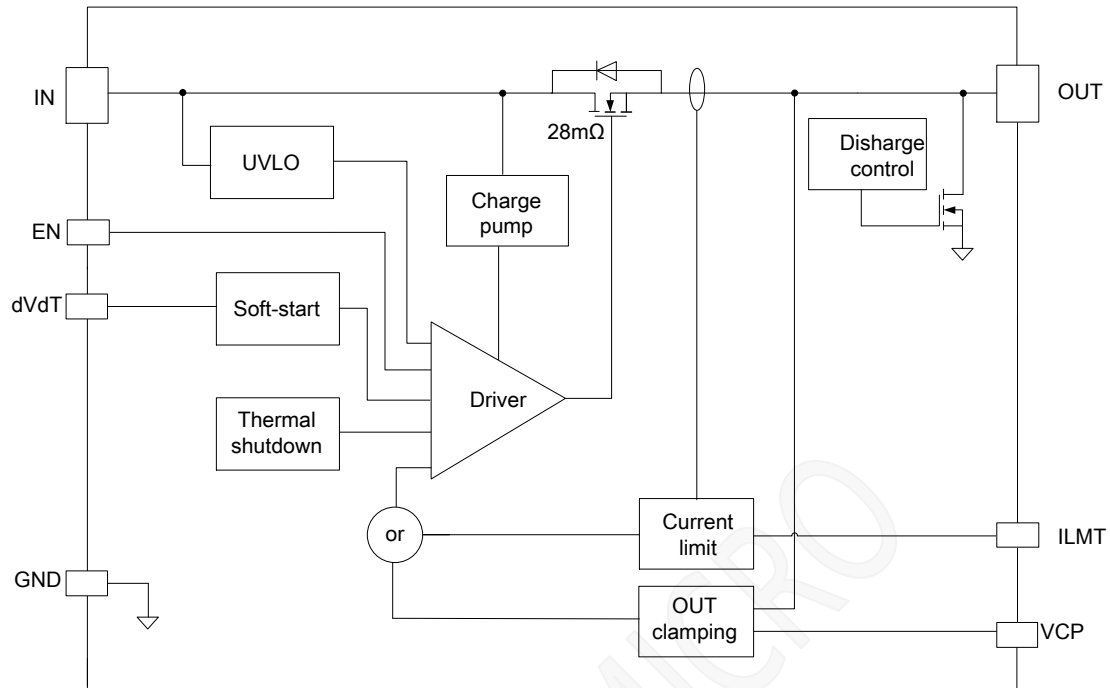 IN
OUT
28mΩ
UVLO
Disharge
control
Charge
pump
EN
dVdT
Soft-start
Driver
Thermal
shutdown
or
Current
limit
ILMT
GND
OUT
clamping
VCP
MICRO